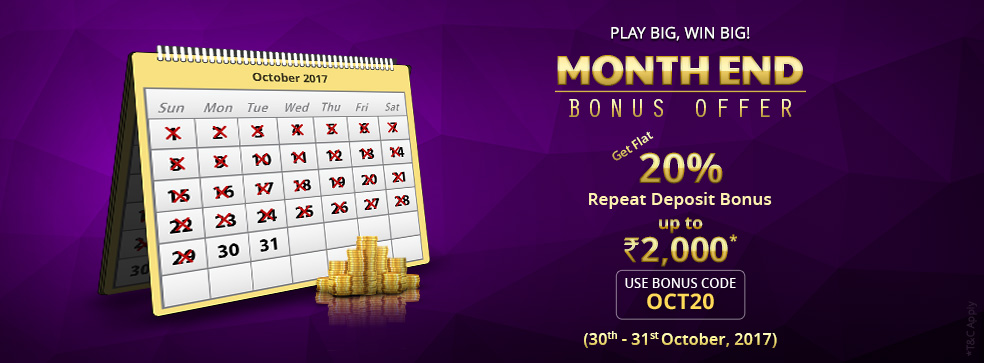 October 2017
Sun Mon Tue Wed Thu Fri Sat
1 2 3 4 5 6 7
8 9 10 11 12 13 14
15 16 17 18 19 20 21
22 23 24 25 26 27 28
29 30 31
30
PLAY BIG, WIN BIG!
MONTH END
BONUS OFFER
Get Flat
20%
Repeat Deposit Bonus
up to
₹2,000*
USE BONUS CODE
OCT20
(30th - 31st October, 2017)
*T&C Apply